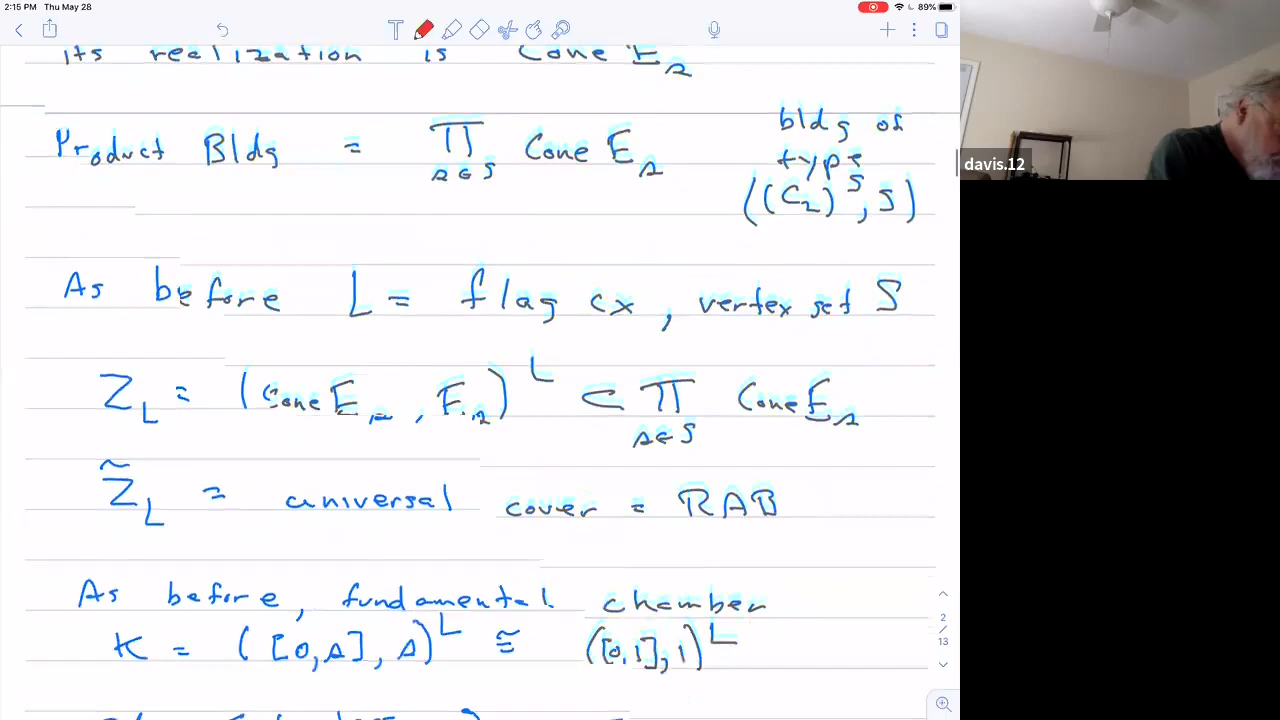 2:15 PM Thu May 28
89%
its realization is Cone E_s
Product Bldg = ∏_{s∈S} Cone E_s
bldg of
type
((C_2)^S, S)
As before L = flag cx, vertex set S
Z_L = (Cone E_s, E_s)^L ⊂ ∏_{s∈S} Cone E_s
Z̃_L = universal cover = RAB
As before, fundamental chamber
K = ([0,s], s)^L ≅ ([0,1], 1)^L
davis.12
2
13